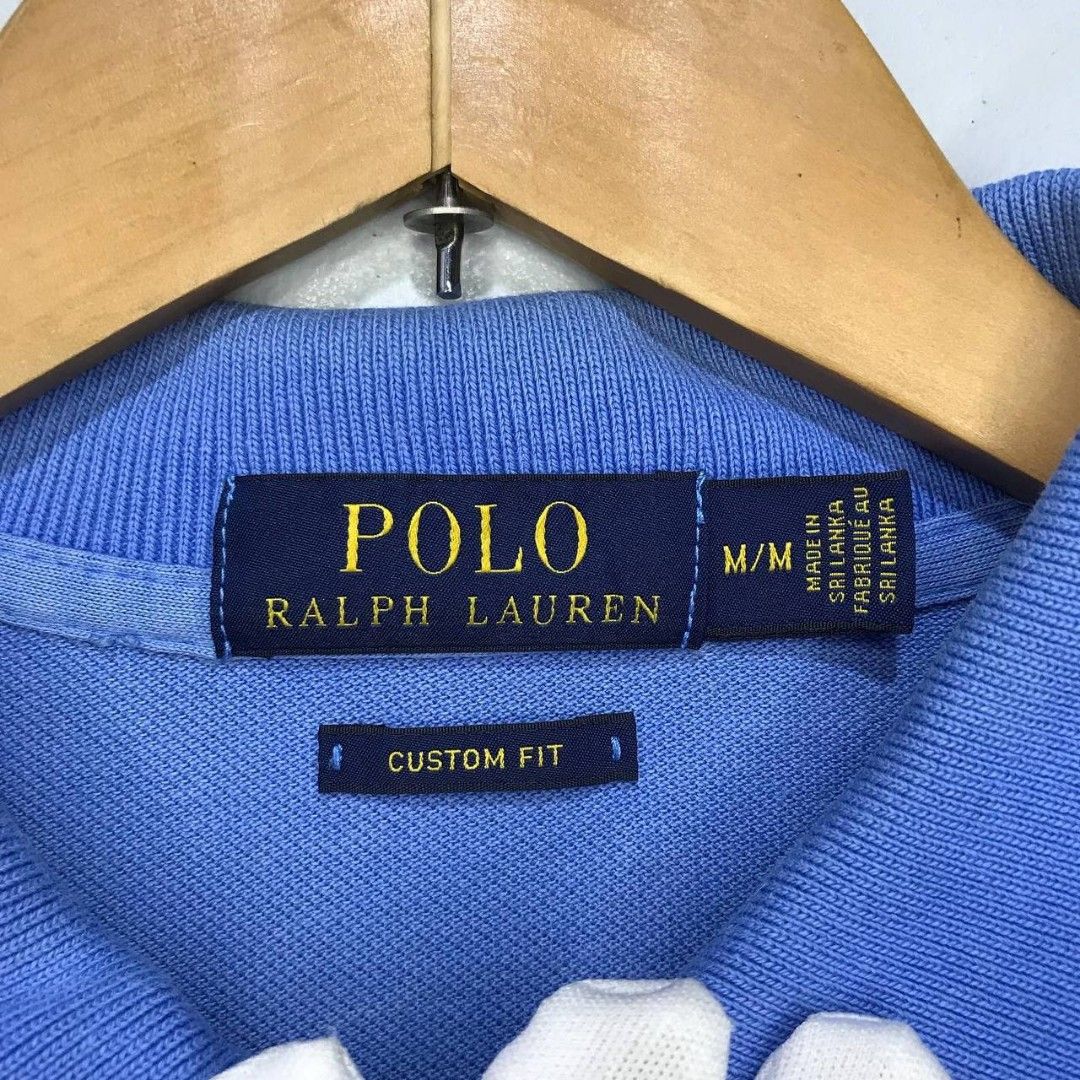 POLO
RALPH LAUREN
M/M
MADE IN
SRI LANKA
FABRIQUÉ AU
SRI LANKA
CUSTOM FIT